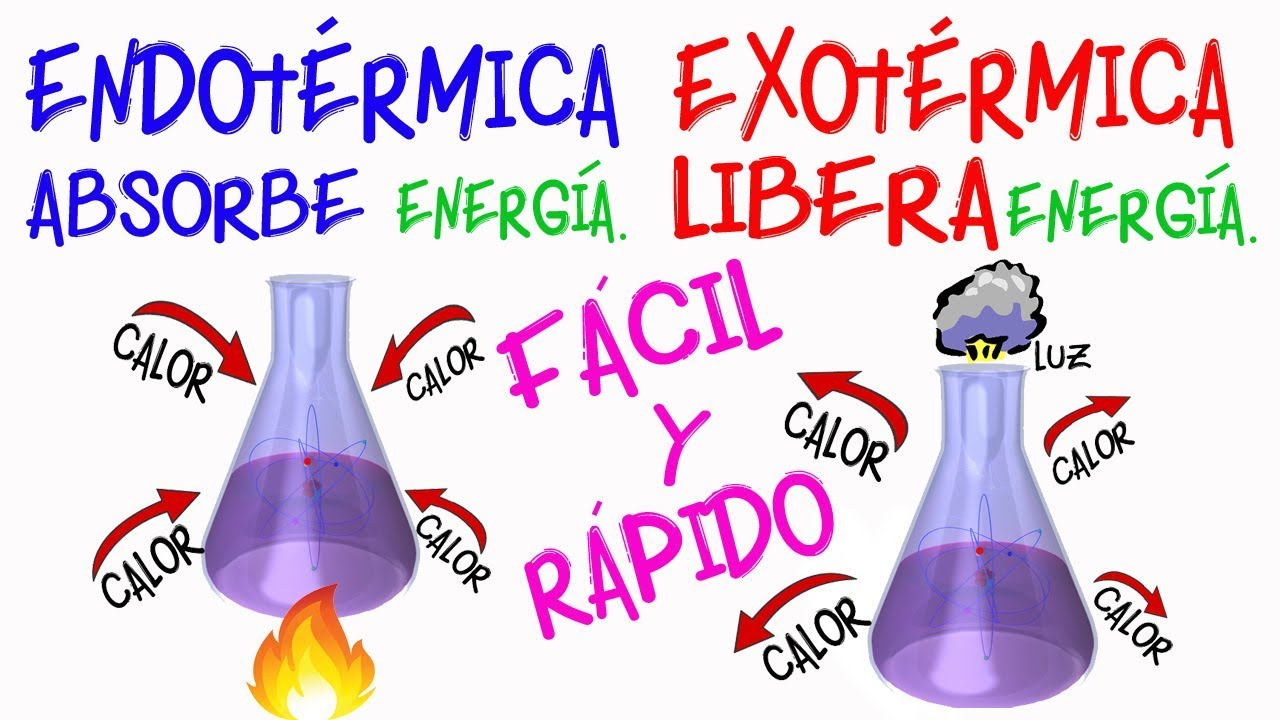 ENDOTÉRMICA
ABSORBE ENERGÍA.
EXOTÉRMICA
LIBERA ENERGÍA.
FÁCIL
Y
RÁPIDO
CALOR
CALOR
CALOR
CALOR
LUZ
CALOR
CALOR
CALOR
CALOR